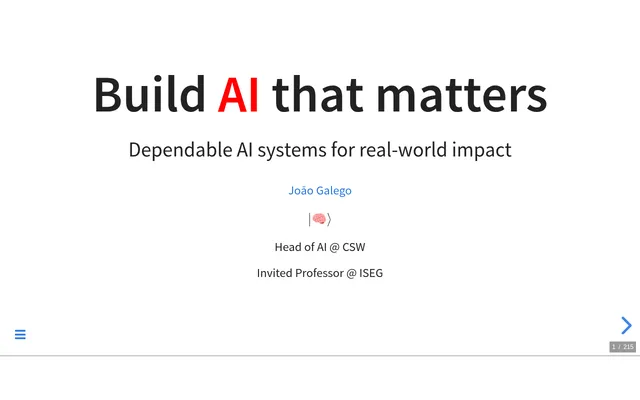 Build AI that matters
Dependable AI systems for real-world impact
João Galego
|🧠⟩
Head of AI @ CSW
Invited Professor @ ISEG
1 / 215